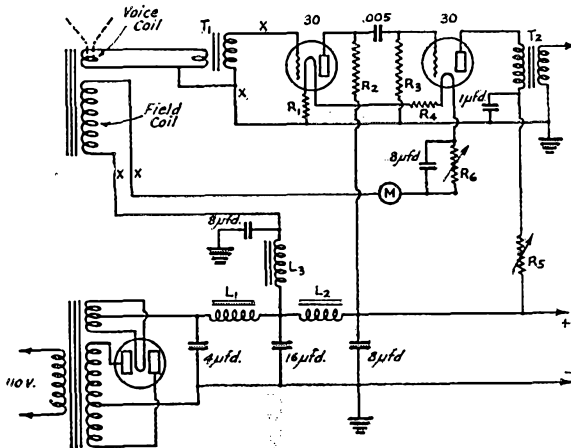 Voice
Coil
T1
X
30
.005
30
T2
R1
R2
R3
R4
1μfd
X
Field
Coil
X
X
8μfd
R6
M
8μfd.
L3
R5
L1
L2
+
110V.
4μfd.
16μfd.
8μfd
-